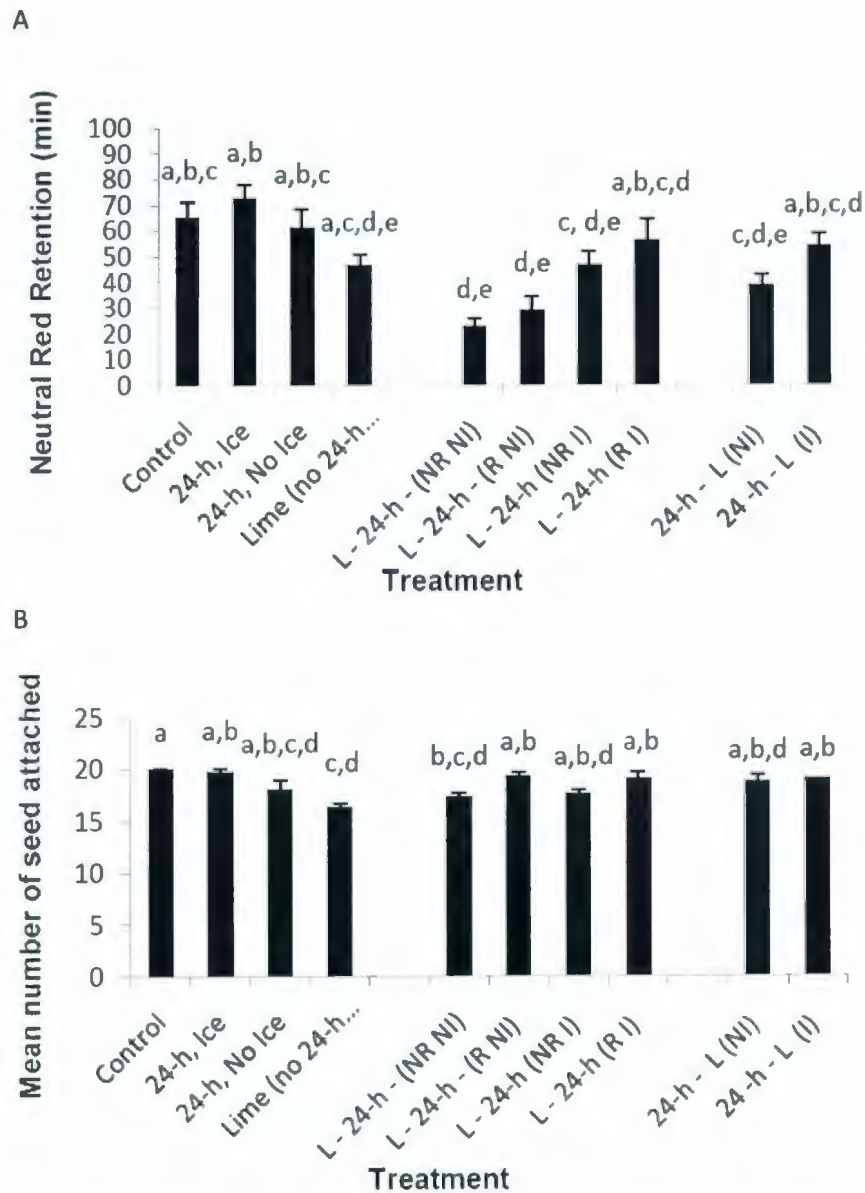 A
Neutral Red Retention (min)
100
90
80
70
60
50
40
30
20
10
0
a,b,c
a,b
a,b,c
a,c,d,e
d,e
d,e
c, d,e
a,b,c,d
c,d,e
a,b,c,d
Control
24-h, Ice
24-h, No Ice
Lime (no 24-h...
L - 24-h - (NR NI)
L - 24-h - (R NI)
L - 24-h (NR I)
L - 24-h (R I)
24-h - L (NI)
24 -h - L (I)
Treatment
B
Mean number of seed attached
25
20
15
10
5
0
a
a,b
a,b,c,d
c,d
b,c,d
a,b
a,b,d
a,b
a,b,d
a,b
Control
24-h, Ice
24-h, No Ice
Lime (no 24-h...
L - 24-h - (NR NI)
L - 24-h - (R NI)
L - 24-h (NR I)
L - 24-h (R I)
24-h - L (NI)
24-h - L (I)
Treatment